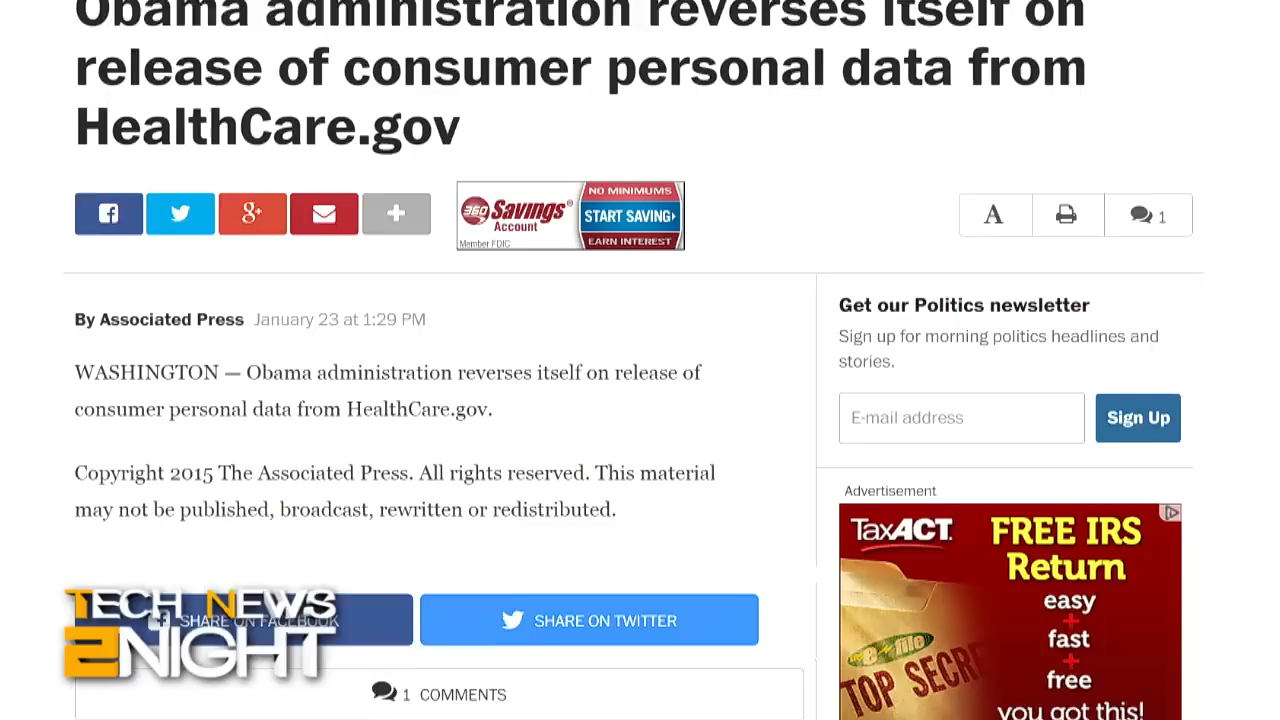 Obama administration reverses itself on
release of consumer personal data from
HealthCare.gov
360 Savings® Account
Member FDIC
NO MINIMUMS
START SAVING
EARN INTEREST
A
1
By Associated Press January 23 at 1:29 PM
WASHINGTON — Obama administration reverses itself on release of
consumer personal data from HealthCare.gov.
Copyright 2015 The Associated Press. All rights reserved. This material
may not be published, broadcast, rewritten or redistributed.
SHARE ON FACEBOOK
SHARE ON TWITTER
1 COMMENTS
Get our Politics newsletter
Sign up for morning politics headlines and
stories.
E-mail address
Sign Up
Advertisement
TaxACT.
FREE IRS
Return
easy
+
fast
+
free
you got this!
e-file
TOP SECRE
TECH NEWS
2NIGHT